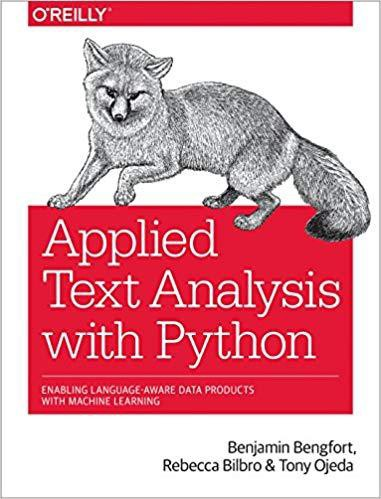 O'REILLY®
Applied
Text Analysis
with Python
ENABLING LANGUAGE-AWARE DATA PRODUCTS
WITH MACHINE LEARNING
Benjamin Bengfort,
Rebecca Bilbro & Tony Ojeda